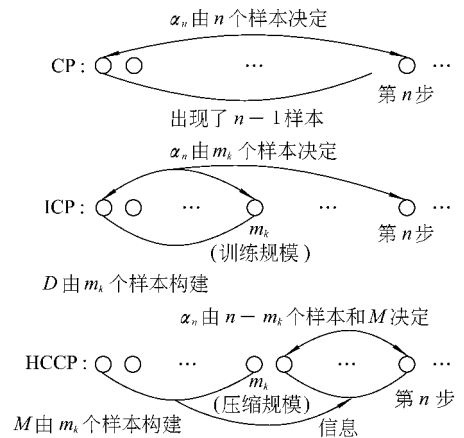 α_n 由 n 个样本决定
CP : ··· ···
第 n 步
出现了 n − 1 样本
α_n 由 m_k 个样本决定
ICP : ··· ···
m_k 第 n 步
(训练规模)
D 由 m_k 个样本构建
α_n 由 n − m_k 个样本和 M 决定
HCCP : ··· ··· ···
m_k
(压缩规模) 第 n 步
M 由 m_k 个样本构建 信息